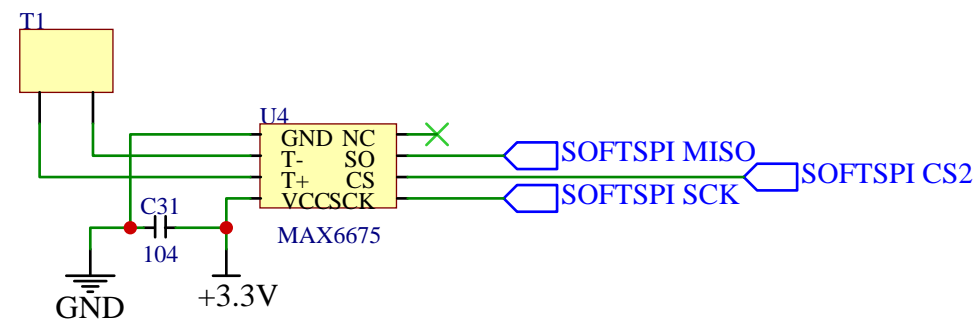 T1
U4
GND NC
T- SO
T+ CS
VCCSCK
MAX6675
SOFTSPI MISO
SOFTSPI CS2
SOFTSPI SCK
C31
104
GND
+3.3V